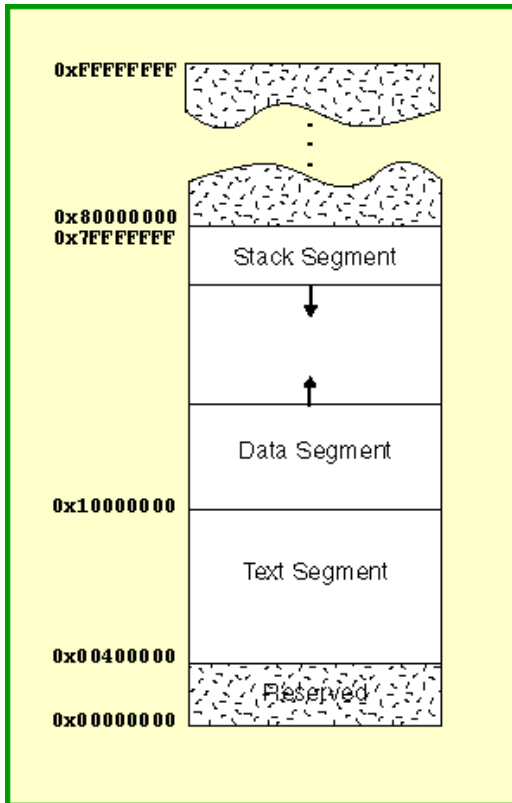 0xFFFFFFFF
0x80000000
0x7FFFFFFF
Stack Segment
Data Segment
0x10000000
Text Segment
0x00400000
Reserved
0x00000000